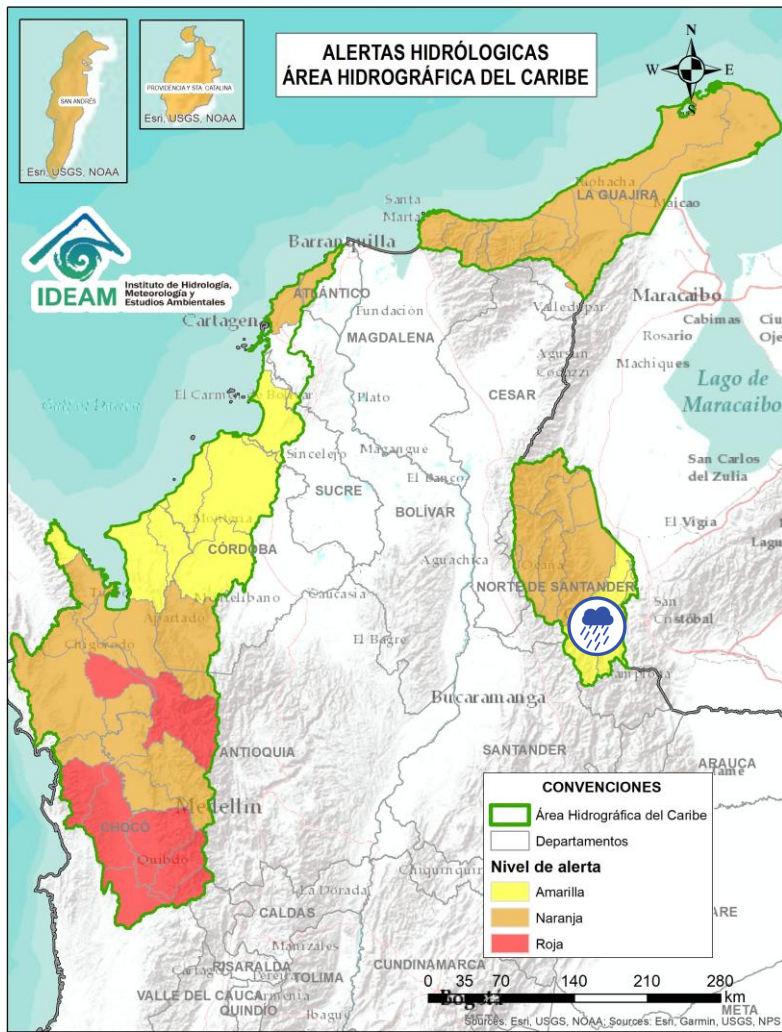 ALERTAS HIDRÓLOGICAS
ÁREA HIDROGRÁFICA DEL CARIBE
N
W E
S
SAN ANDRÉS
Esri, USGS, NOAA
PROVIDENCIA Y STA. CATALINA
Esri, USGS, NOAA
IDEAM
Instituto de Hidrología,
Meteorología y
Estudios Ambientales
Santa
Marta
LA GUAJIRA
Maicao
Barranquilla
ATLÁNTICO
Cartagena
Fundación
MAGDALENA
Valledupar
Maracaibo
Cabimas
Rosario
Machiques
Lago de
Maracaibo
CESAR
El Carmen de Bolívar
Plato
Sincelejo
Magangue
SUCRE
El Banco
BOLÍVAR
San Carlos
del Zulia
El Vigía
Montería
CÓRDOBA
Aguachica
Ocaña
NORTE DE SANTANDER
San
Cristóbal
Montelibano
Caucasia
Apartado
Chigorodo
El Bagre
Bucaramanga
SANTANDER
ARAUCA
ANTIOQUIA
Medellín
CHOCÓ
Quibdó
La Dorada
CALDAS
Manizales
RISARALDA
TOLIMA
CUNDINAMARCA
VALLE DEL CAUCA
QUINDÍO
Ibague
Bogotá
META
CONVENCIONES
Área Hidrográfica del Caribe
Departamentos
Nivel de alerta
Amarilla
Naranja
Roja
0 35 70 140 210 280
km
Sources: Esri, USGS, NOAA; Sources: Esri, Garmin, USGS, NPS